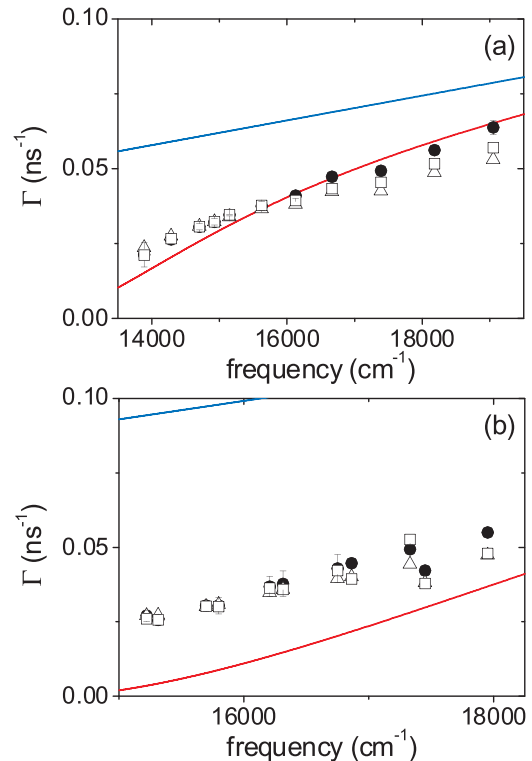 0.10
(a)
0.05
Γ (ns⁻¹)
0.00
14000 16000 18000
frequency (cm⁻¹)
0.10
(b)
0.05
Γ (ns⁻¹)
0.00
16000 18000
frequency (cm⁻¹)